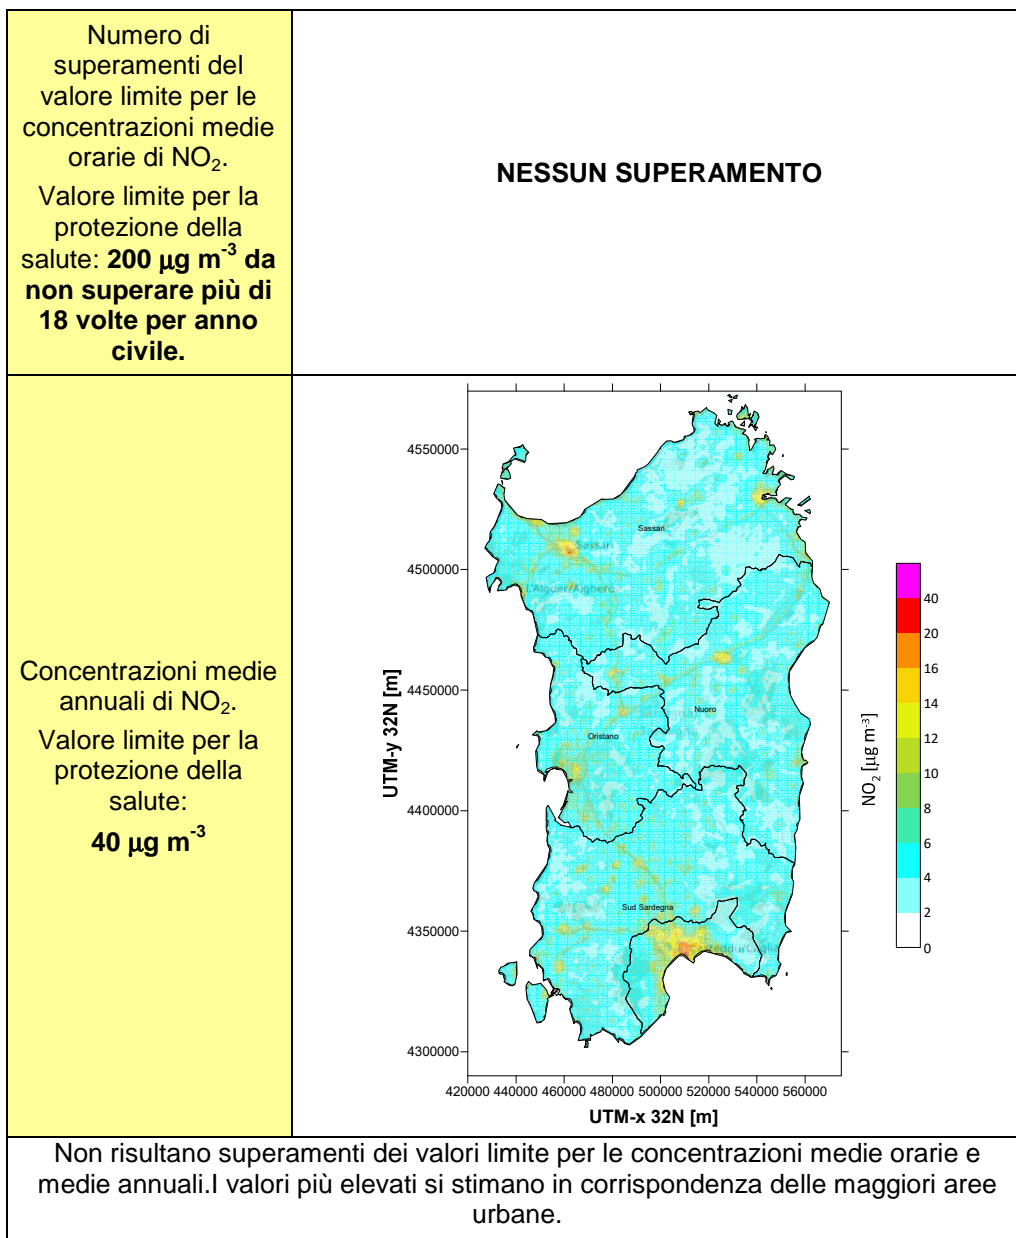 Numero di
superamenti del
valore limite per le
concentrazioni medie
orarie di NO₂.
Valore limite per la
protezione della
salute: 200 µg m⁻³ da
non superare più di
18 volte per anno
civile.
NESSUN SUPERAMENTO
Concentrazioni medie
annuali di NO₂.
Valore limite per la
protezione della
salute:
40 µg m⁻³
4550000
4500000
4450000
4400000
4350000
4300000
UTM-y 32N [m]
420000 440000 460000 480000 500000 520000 540000 560000
UTM-x 32N [m]
Sassari
Sassari
L'Alguer/Alghero
Nuoro
Oristano
Sud Sardegna
40
20
16
14
12
10
8
6
4
2
0
NO₂ [µg m⁻³]
Non risultano superamenti dei valori limite per le concentrazioni medie orarie e
medie annuali.I valori più elevati si stimano in corrispondenza delle maggiori aree
urbane.